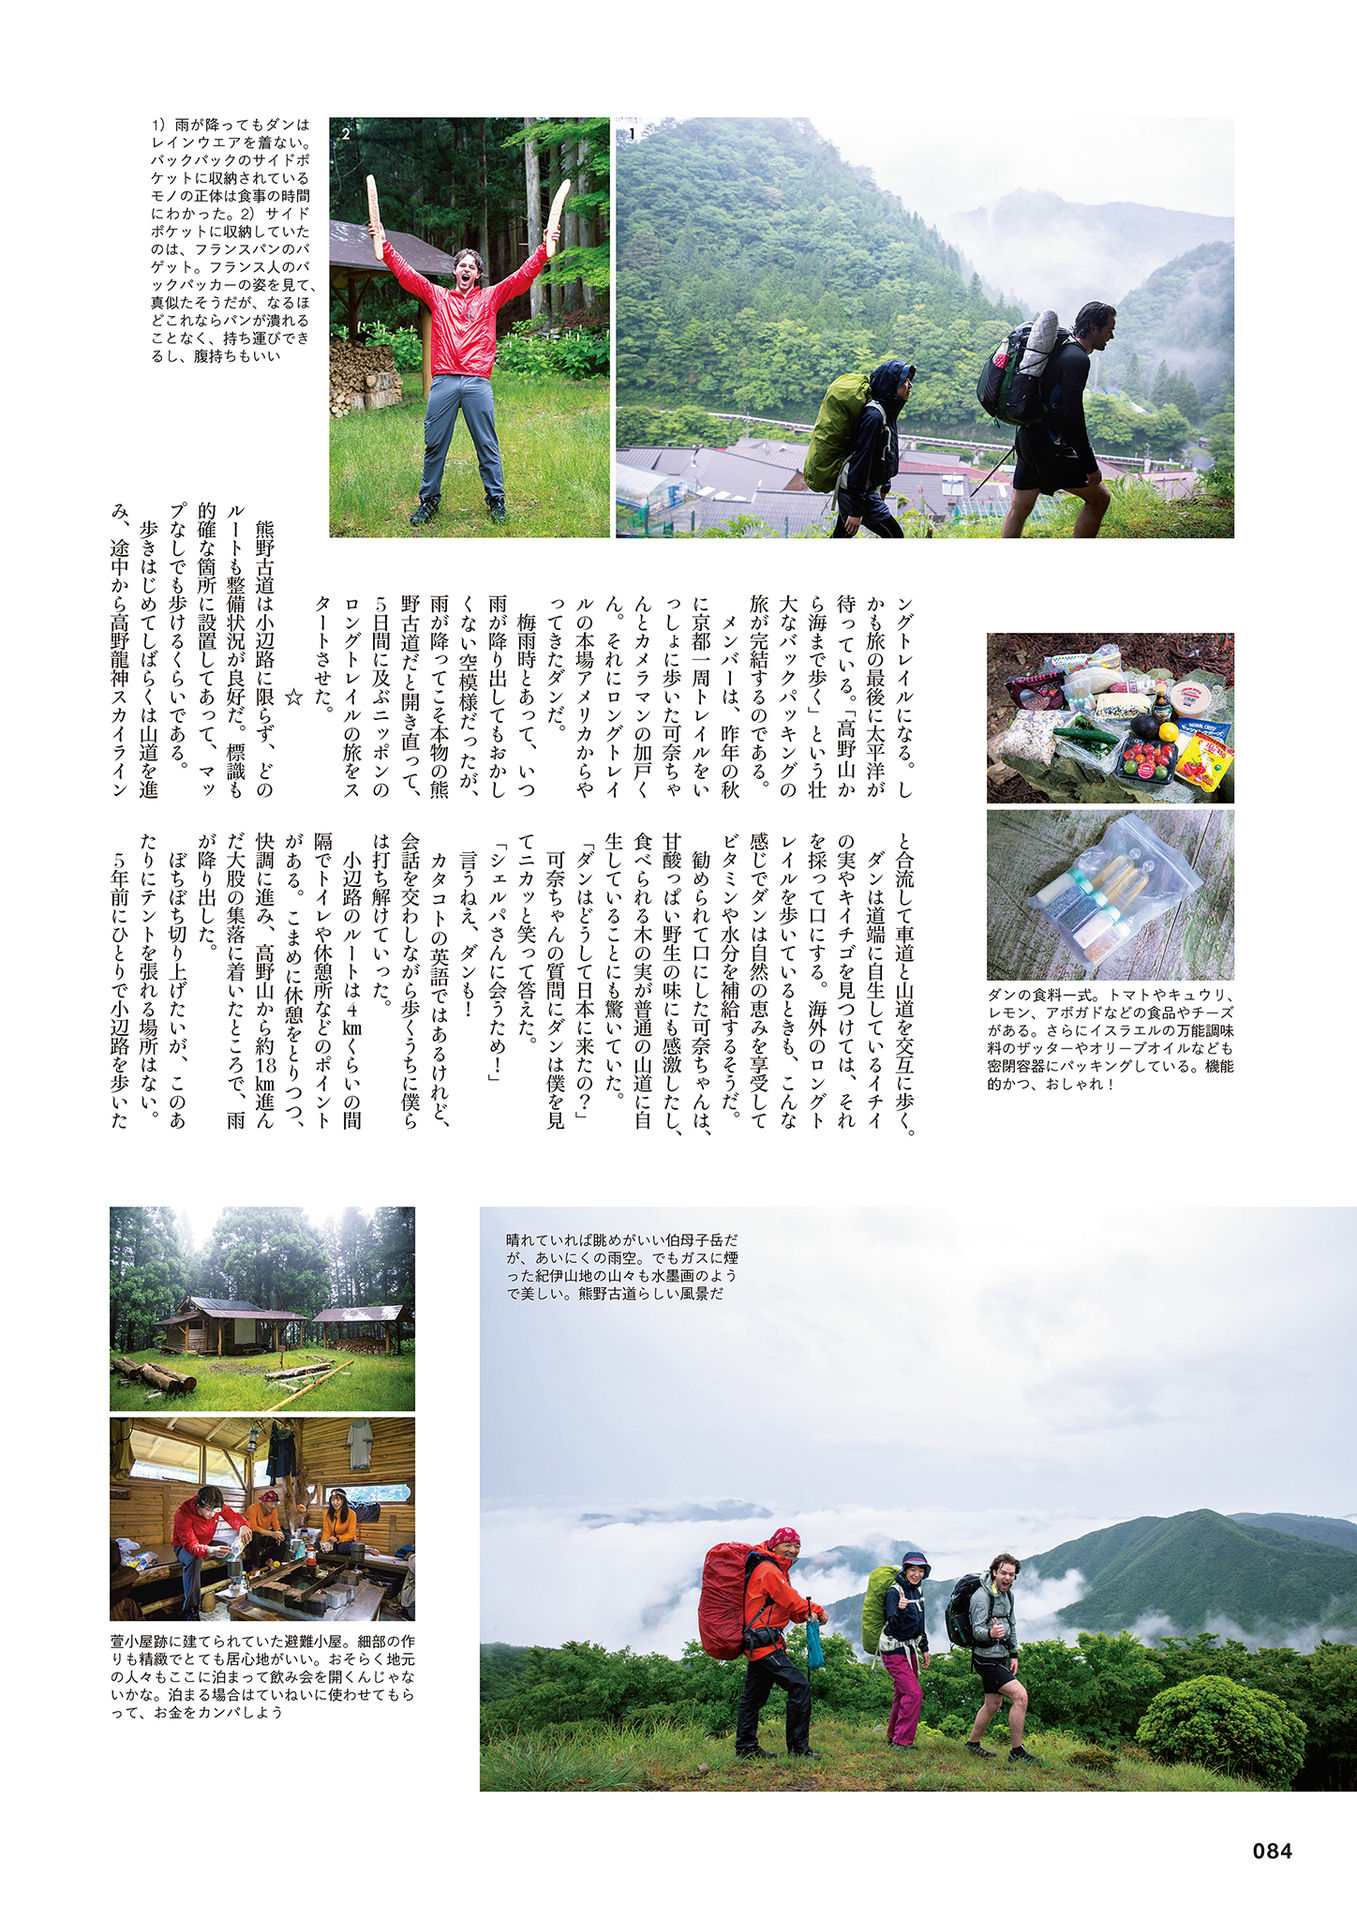 1）雨が降ってもダンは
レインウエアを着ない。
バックパックのサイドポ
ケットに収納されている
モノの正体は食事の時間
にわかった。2）サイド
ポケットに収納していた
のは、フランスパンのバ
ゲット。フランス人のバ
ックパッカーの姿を見て、
真似たそうだが、なるほ
どこれならパンが潰れる
ことなく、持ち運びでき
るし、腹持ちもいい
2
1
ングトレイルになる。し
かも旅の最後に太平洋が
待っている。「高野山か
ら海まで歩く」という壮
大なバックパッキングの
旅が完結するのである。
メンバーは、昨年の秋
に京都一周トレイルをい
っしょに歩いた可奈ちゃ
んとカメラマンの加戸く
ん。それにロングトレイ
ルの本場アメリカからや
ってきたダンだ。
梅雨時とあって、いつ
雨が降り出してもおかし
くない空模様だったが、
雨が降ってこそ本物の熊
野古道だと開き直って、
5日間に及ぶニッポンの
ロングトレイルの旅をス
タートさせた。
☆
熊野古道は小辺路に限らず、どの
ルートも整備状況が良好だ。標識も
的確な箇所に設置してあって、マッ
プなしでも歩けるくらいである。
歩きはじめてしばらくは山道を進
み、途中から高野龍神スカイライン
と合流して車道と山道を交互に歩く。
ダンは道端に自生しているイチイ
の実やキイチゴを見つけては、それ
を採って口にする。海外のロングト
レイルを歩いているときも、こんな
感じでダンは自然の恵みを享受して
ビタミンや水分を補給するそうだ。
勧められて口にした可奈ちゃんは、
甘酸っぱい野生の味にも感激したし、
食べられる木の実が普通の山道に自
生していることにも驚いていた。
「ダンはどうして日本に来たの？」
可奈ちゃんの質問にダンは僕を見
てニカッと笑って答えた。
「シェルパさんに会うため！」
言うねえ、ダンも！
カタコトの英語ではあるけれど、
会話を交わしながら歩くうちに僕ら
は打ち解けていった。
小辺路のルートは4㎞くらいの間
隔でトイレや休憩所などのポイント
がある。こまめに休憩をとりつつ、
快調に進み、高野山から約18㎞進ん
だ大股の集落に着いたところで、雨
が降り出した。
ぼちぼち切り上げたいが、このあ
たりにテントを張れる場所はない。
5年前にひとりで小辺路を歩いた
ダンの食料一式。トマトやキュウリ、
レモン、アボガドなどの食品やチーズ
がある。さらにイスラエルの万能調味
料のザッターやオリーブオイルなども
密閉容器にパッキングしている。機能
的かつ、おしゃれ！
晴れていれば眺めがいい伯母子岳だ
が、あいにくの雨空。でもガスに煙
った紀伊山地の山々も水墨画のよう
で美しい。熊野古道らしい風景だ
萱小屋跡に建てられていた避難小屋。細部の作
りも精緻でとても居心地がいい。おそらく地元
の人々もここに泊まって飲み会を開くんじゃな
いかな。泊まる場合はていねいに使わせてもら
って、お金をカンパしよう
084